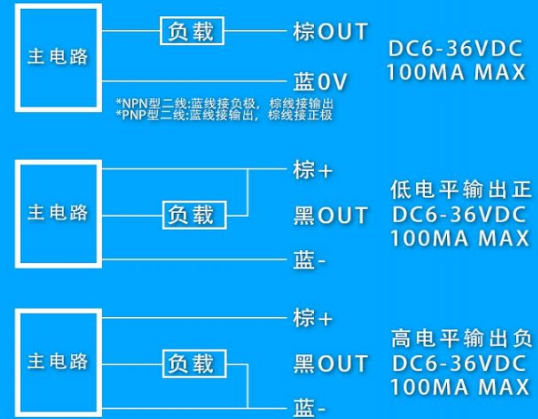 负载 棕OUT
主电路
DC6-36VDC
100MA MAX
蓝0V
*NPN型二线:蓝线接负极，棕线接输出
*PNP型二线:蓝线接输出，棕线接正极
棕+
主电路 负载 黑OUT
蓝-
低电平输出正
DC6-36VDC
100MA MAX
棕+
主电路 负载 黑OUT
蓝-
高电平输出负
DC6-36VDC
100MA MAX